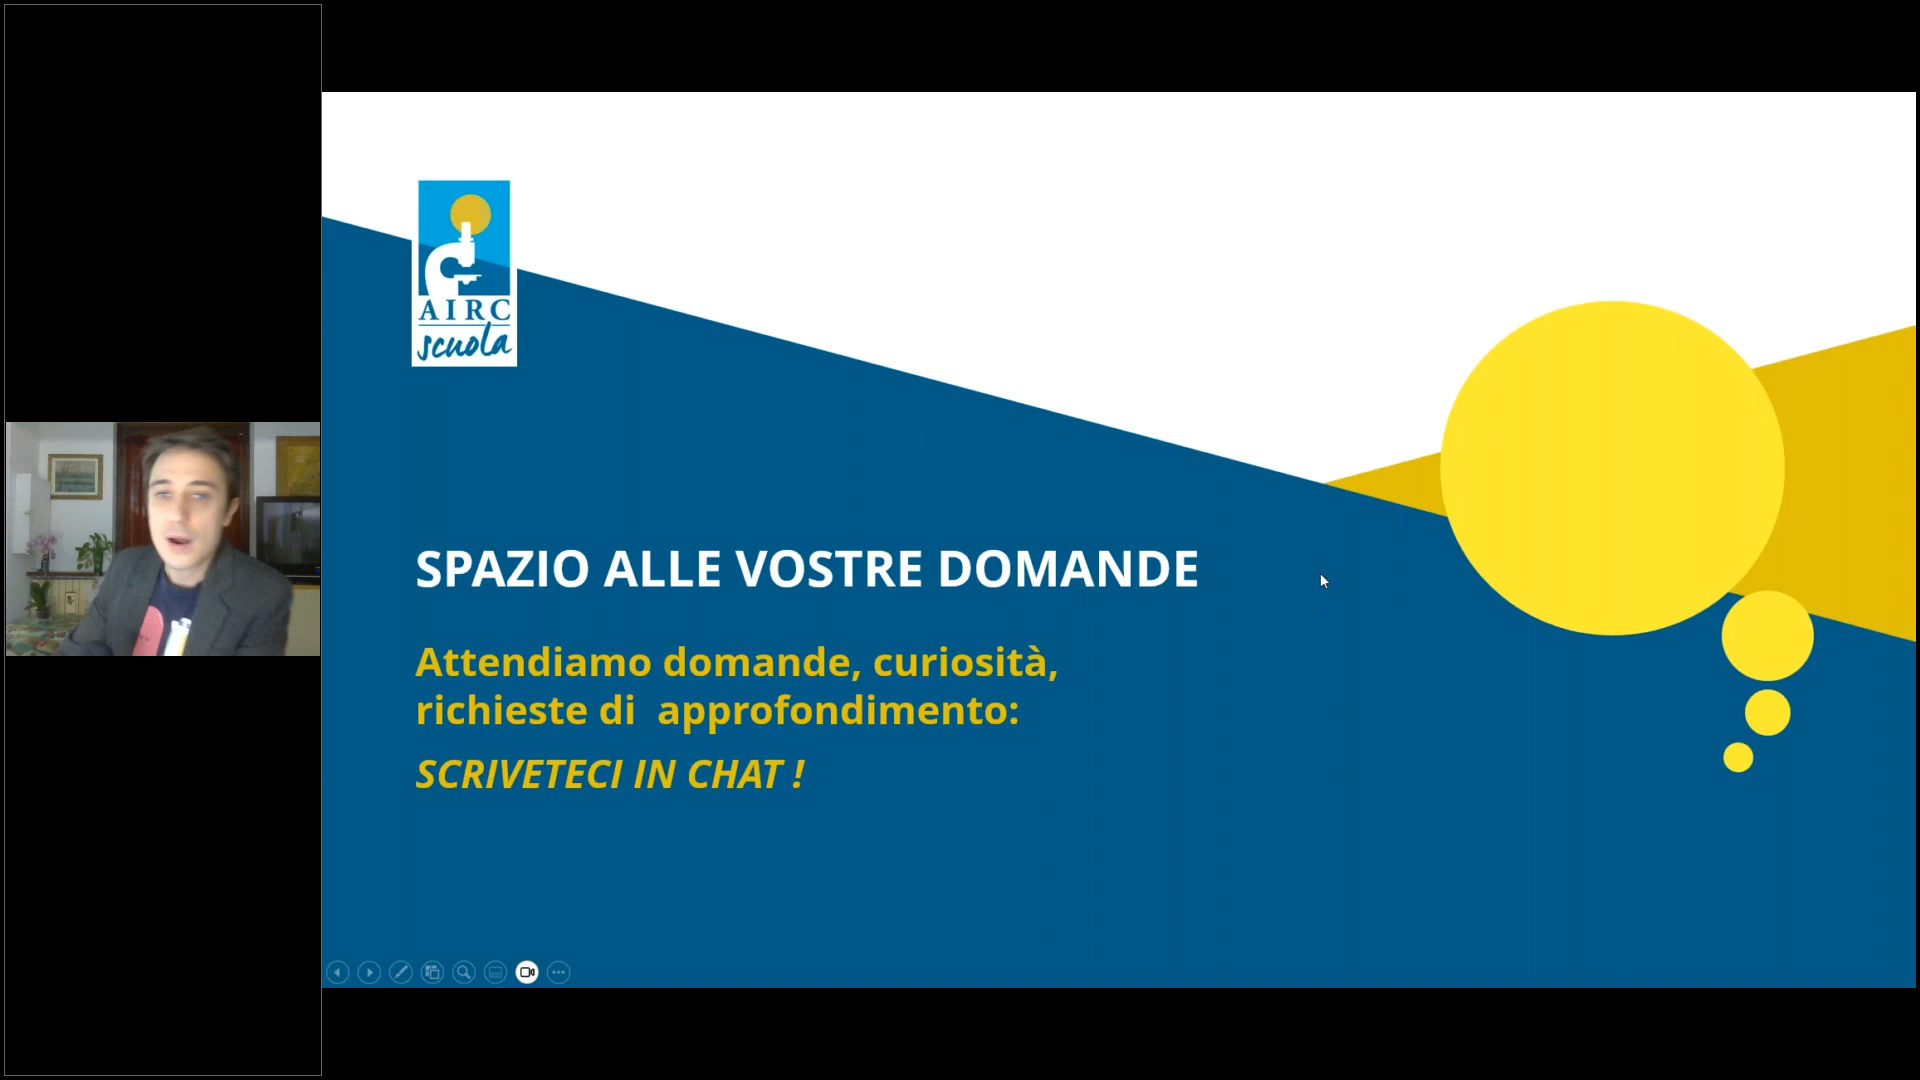 AIRC
scuola
SPAZIO ALLE VOSTRE DOMANDE
Attendiamo domande, curiosità,
richieste di approfondimento:
SCRIVETECI IN CHAT !